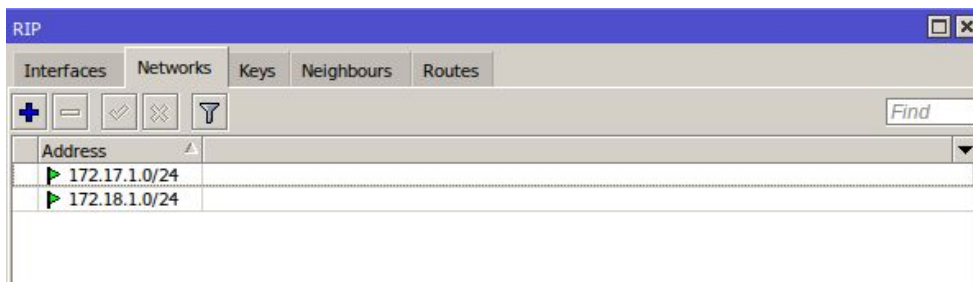 RIP
Interfaces Networks Keys Neighbours Routes
Find
Address
172.17.1.0/24
172.18.1.0/24